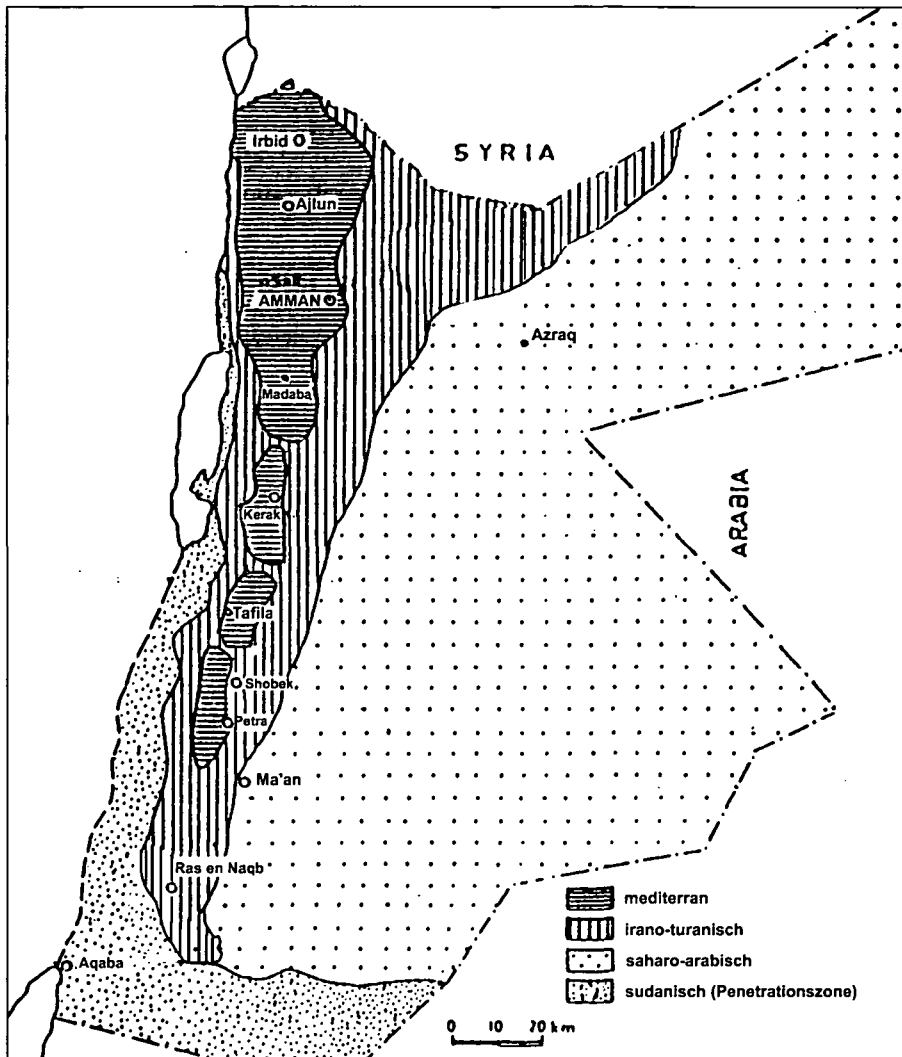 SYRIA
Irbid
Ajlun
Salt
AMMAN
Azraq
Madaba
ARABIA
Kerak
Tafila
Shobek
Petra
Ma'an
Ras en Naqb
Aqaba
mediterran
irano-turanisch
saharo-arabisch
sudanisch (Penetrationszone)
0 10 20 km